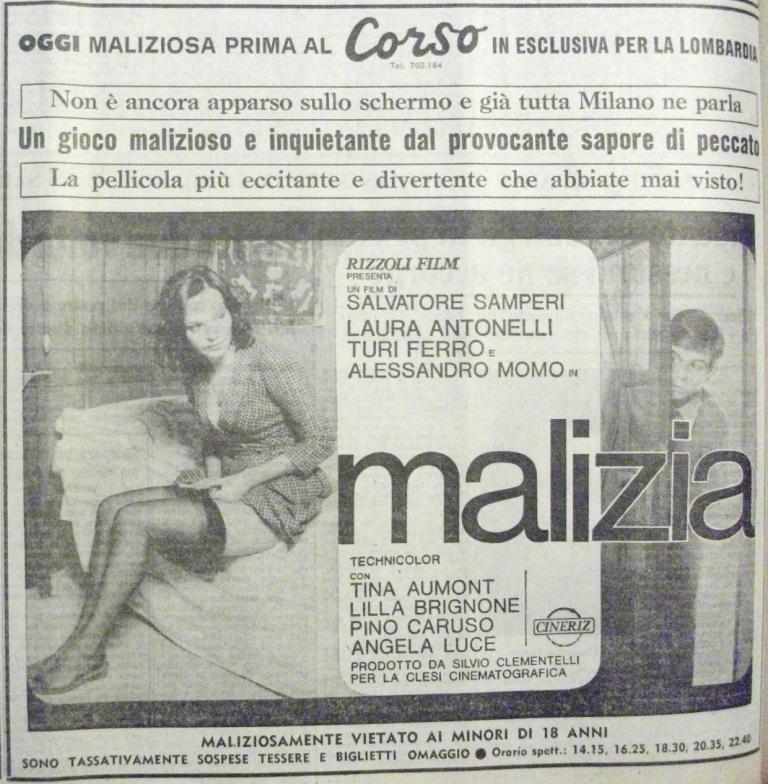 OGGI MALIZIOSA PRIMA AL Corso IN ESCLUSIVA PER LA LOMBARDIA
Tel. 702.184
Non è ancora apparso sullo schermo e già tutta Milano ne parla
Un gioco malizioso e inquietante dal provocante sapore di peccato
La pellicola più eccitante e divertente che abbiate mai visto!
RIZZOLI FILM
PRESENTA
UN FILM DI
SALVATORE SAMPERI
LAURA ANTONELLI
TURI FERRO E
ALESSANDRO MOMO IN
malizia
TECHNICOLOR
CON
TINA AUMONT
LILLA BRIGNONE
PINO CARUSO
ANGELA LUCE
CINERIZ
PRODOTTO DA SILVIO CLEMENTELLI
PER LA CLESI CINEMATOGRAFICA
MALIZIOSAMENTE VIETATO AI MINORI DI 18 ANNI
SONO TASSATIVAMENTE SOSPESE TESSERE E BIGLIETTI OMAGGIO ● Orario spett.: 14.15, 16.25, 18.30, 20.35, 22.40